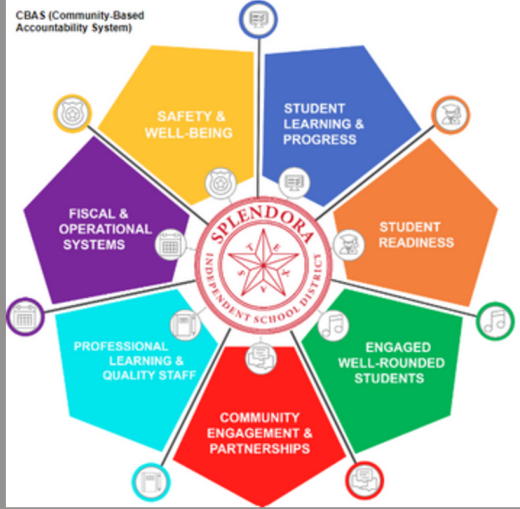 CBAS (Community-Based
Accountability System)
SAFETY &
WELL-BEING
STUDENT
LEARNING &
PROGRESS
FISCAL &
OPERATIONAL
SYSTEMS
STUDENT
READINESS
SPLENDORA
TEXAS
INDEPENDENT SCHOOL DISTRICT
PROFESSIONAL
LEARNING &
QUALITY STAFF
ENGAGED
WELL-ROUNDED
STUDENTS
COMMUNITY
ENGAGEMENT &
PARTNERSHIPS